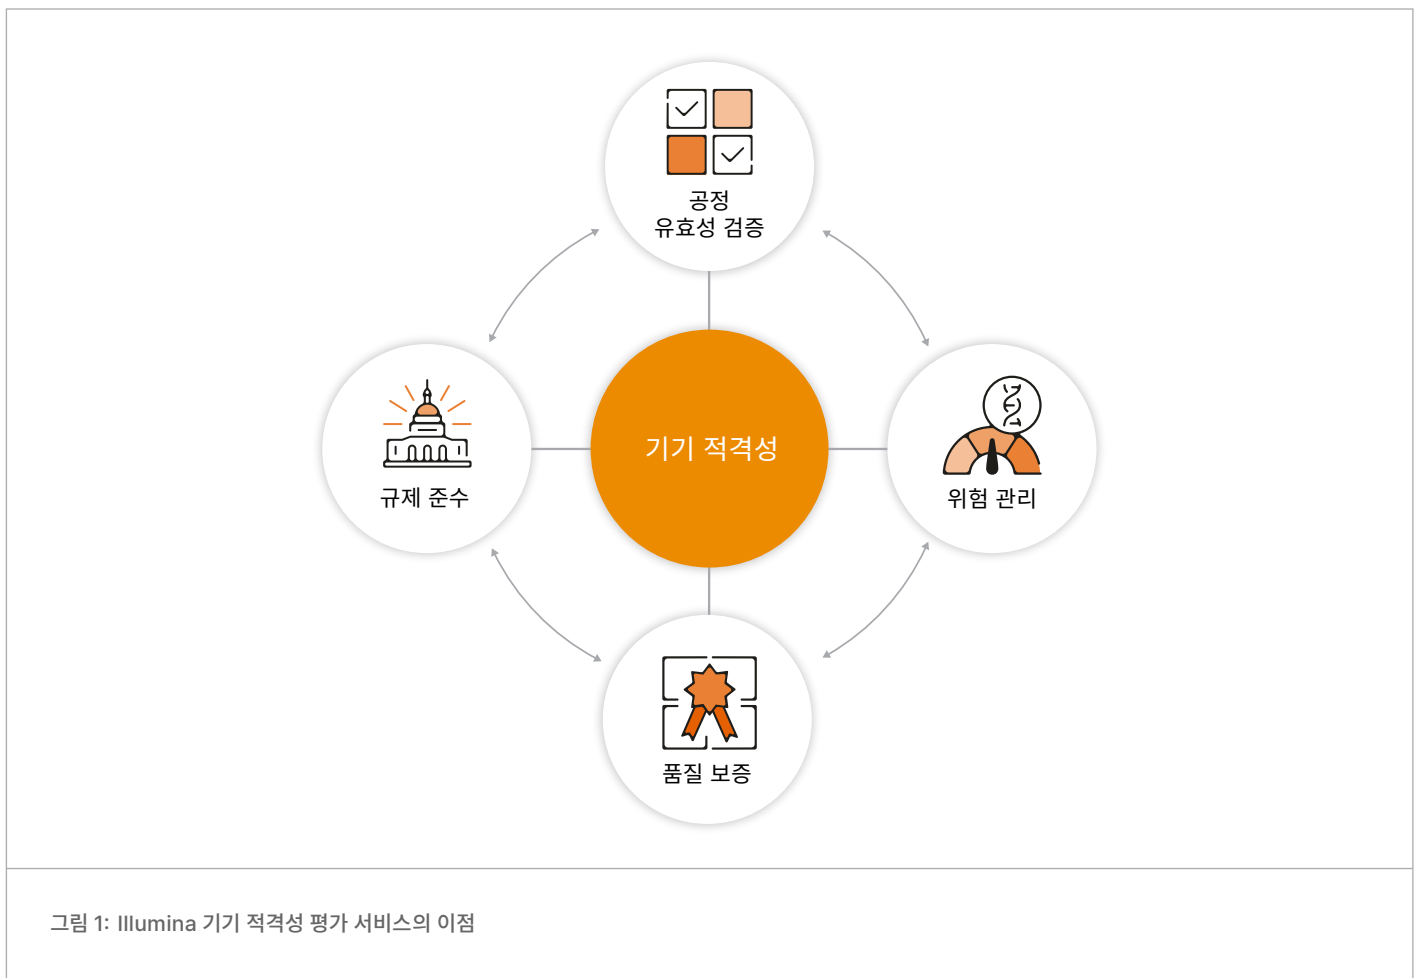 공정
유효성 검증
규제 준수
기기 적격성
위험 관리
품질 보증
그림 1: Illumina 기기 적격성 평가 서비스의 이점